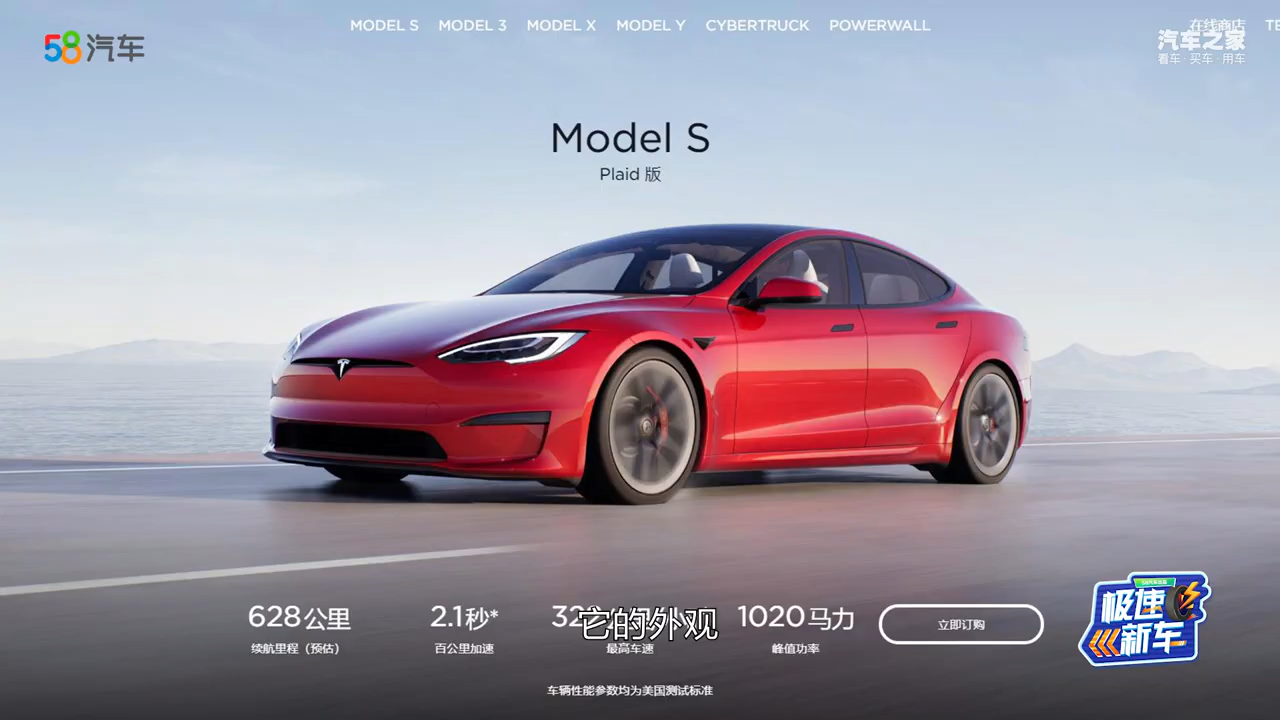 MODEL S MODEL 3 MODEL X MODEL Y CYBERTRUCK POWERWALL
58汽车
汽车之家
看车·买车·用车
Model S
Plaid 版
628公里 2.1秒* 1020马力
它的外观
续航里程（预估） 百公里加速 最高车速 峰值功率
立即订购
极速
新车
车辆性能参数均为美国测试标准